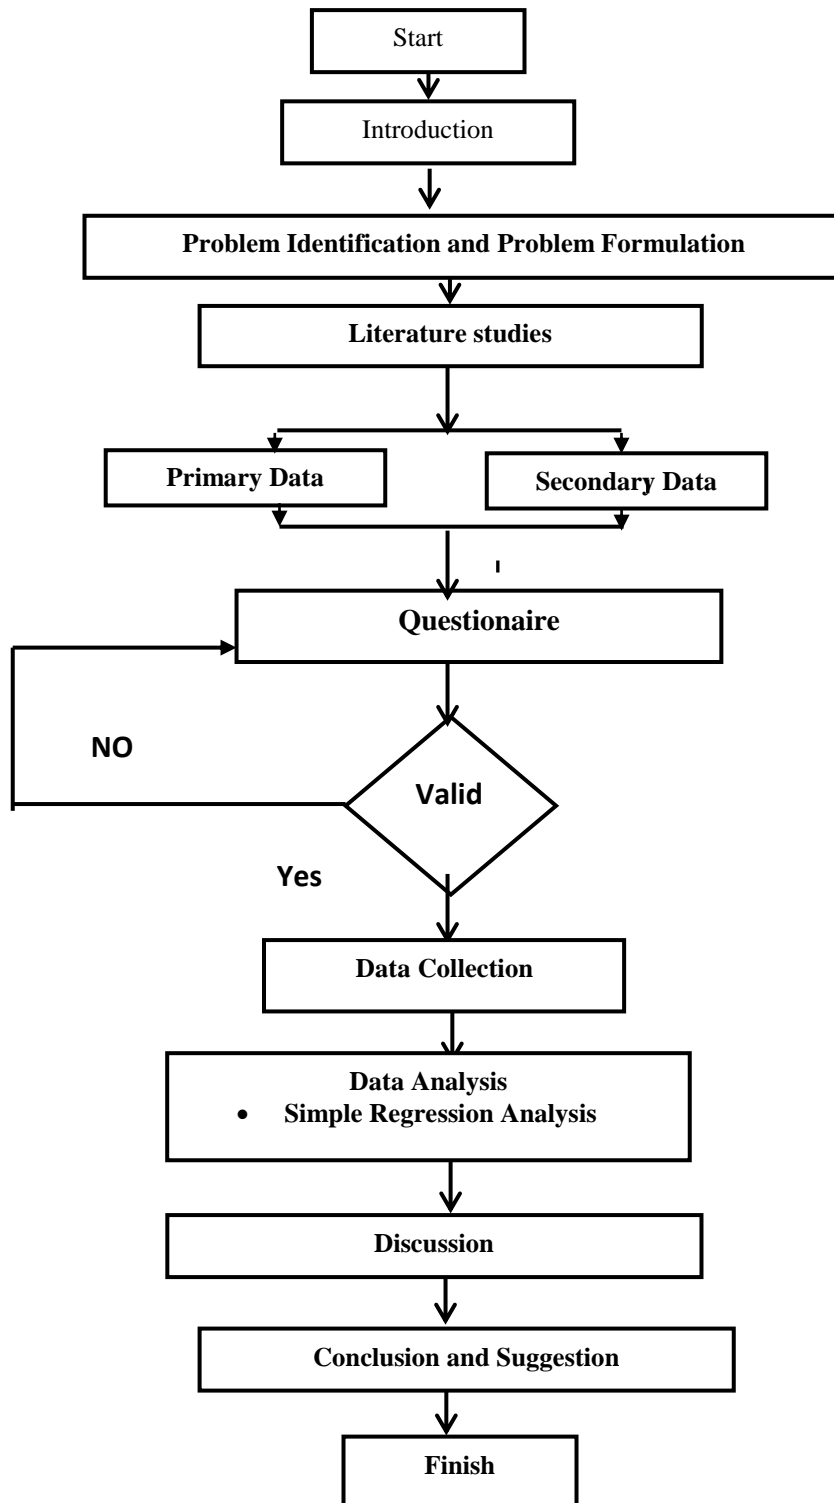 Start
Introduction
Problem Identification and Problem Formulation
Literature studies
Primary Data
Secondary Data
Questionaire
NO
Valid
Yes
Data Collection
Data Analysis
• Simple Regression Analysis
Discussion
Conclusion and Suggestion
Finish